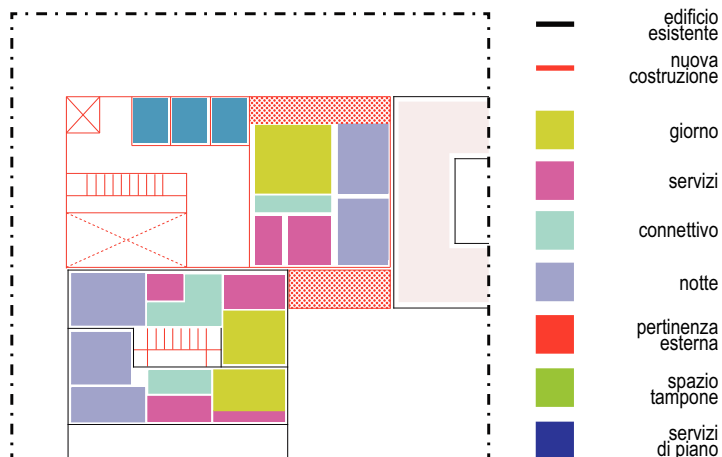 edificio
esistente
nuova
costruzione
giorno
servizi
connettivo
notte
pertinenza
esterna
spazio
tampone
servizi
di piano